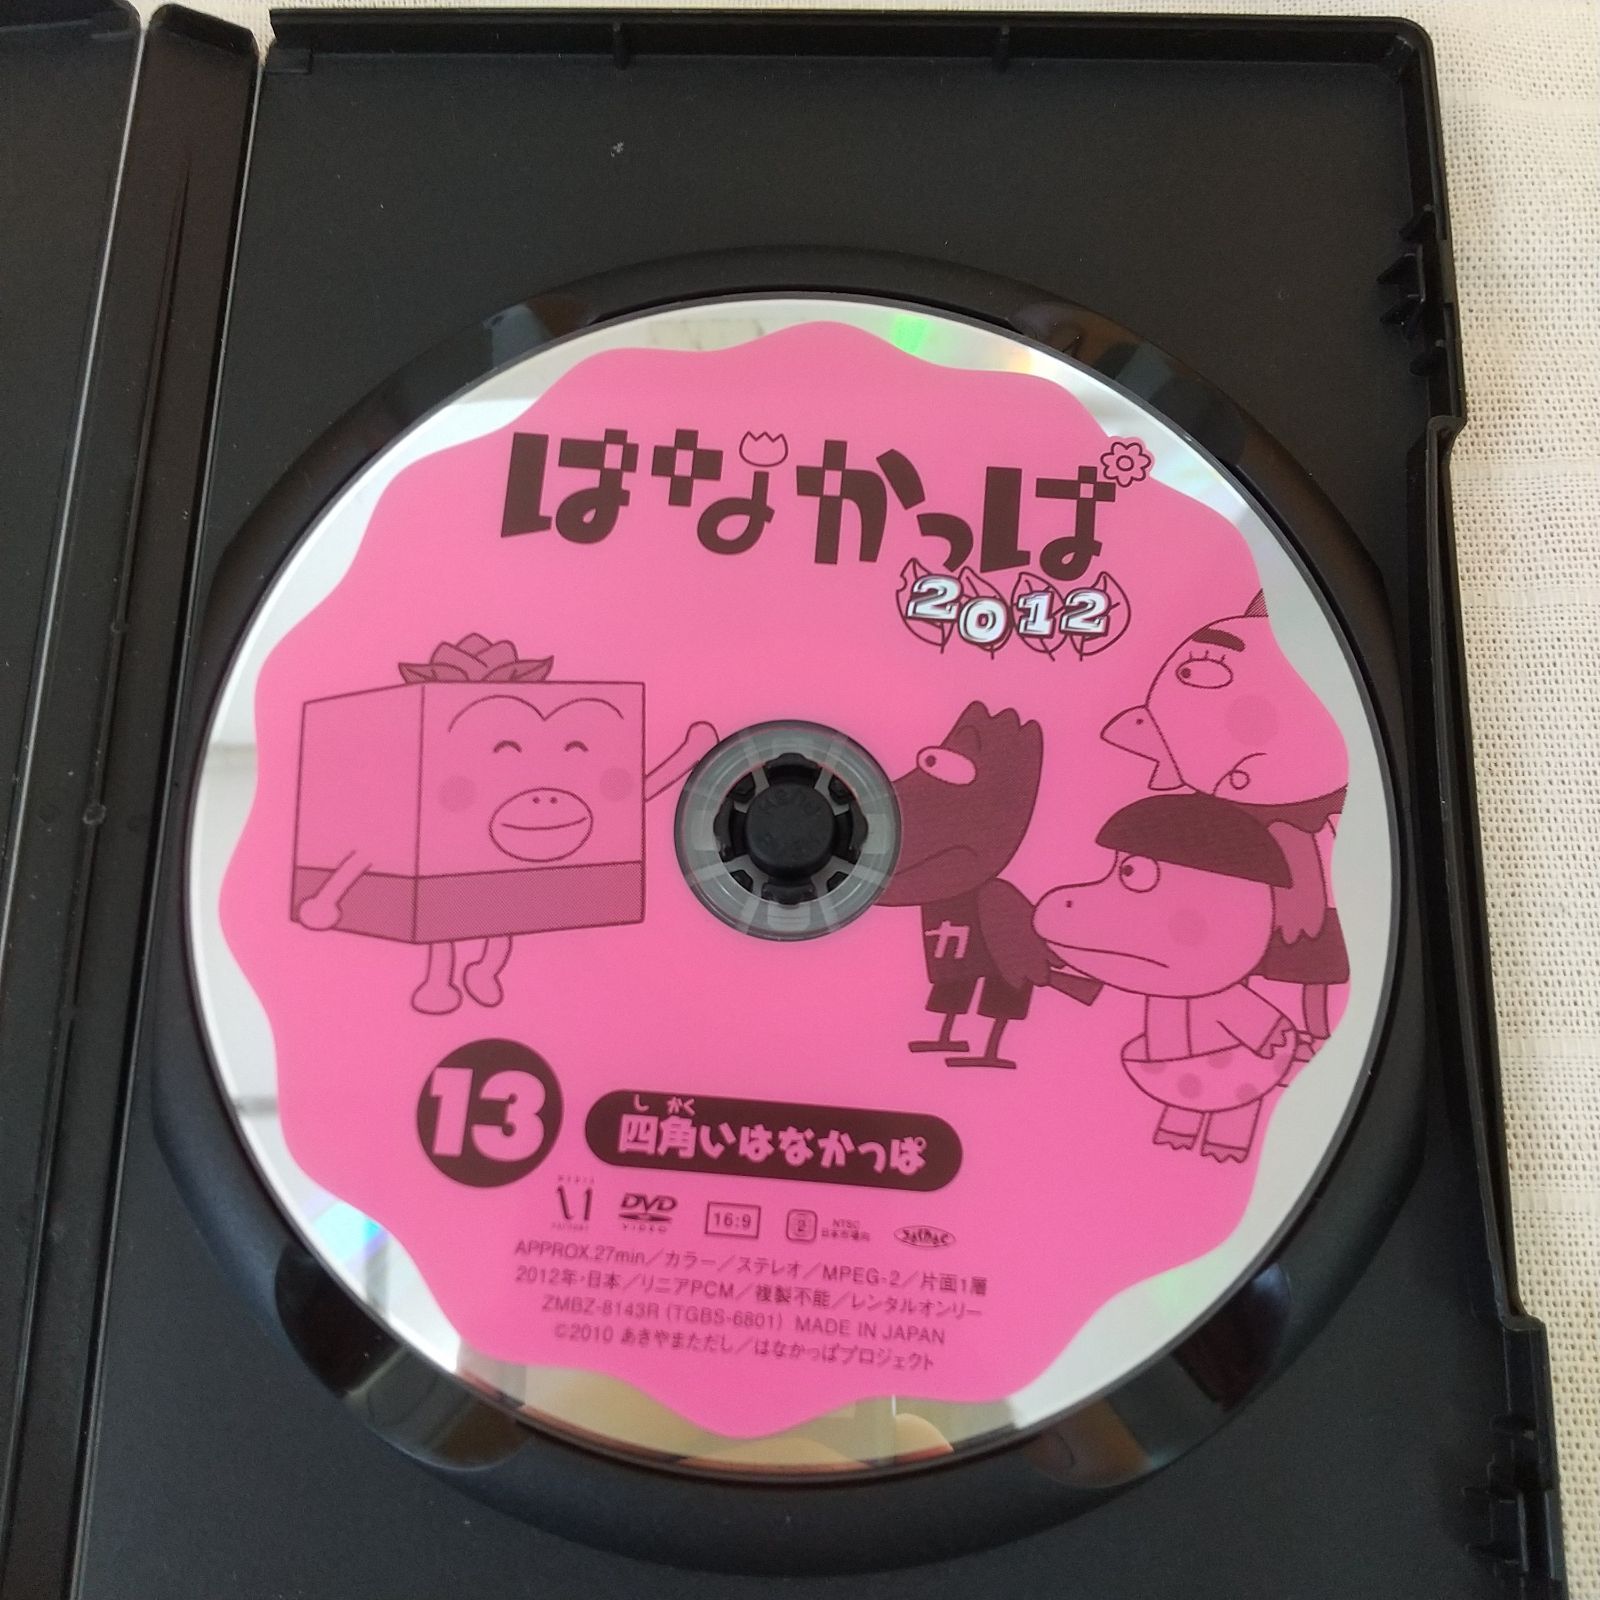 はなかっぱ
2012
カ
13
し かく
四角いはなかっぱ
MEDIA FACTORY
DVD VIDEO
16:9
2
NTSC
日本市場向
APPROX.27min／カラー／ステレオ／MPEG-2／片面1層
2012年・日本／リニアPCM／複製不能／レンタルオンリー
ZMBZ-8143R (TGBS-6801) MADE IN JAPAN
©2010 あきやまただし／はなかっぱプロジェクト